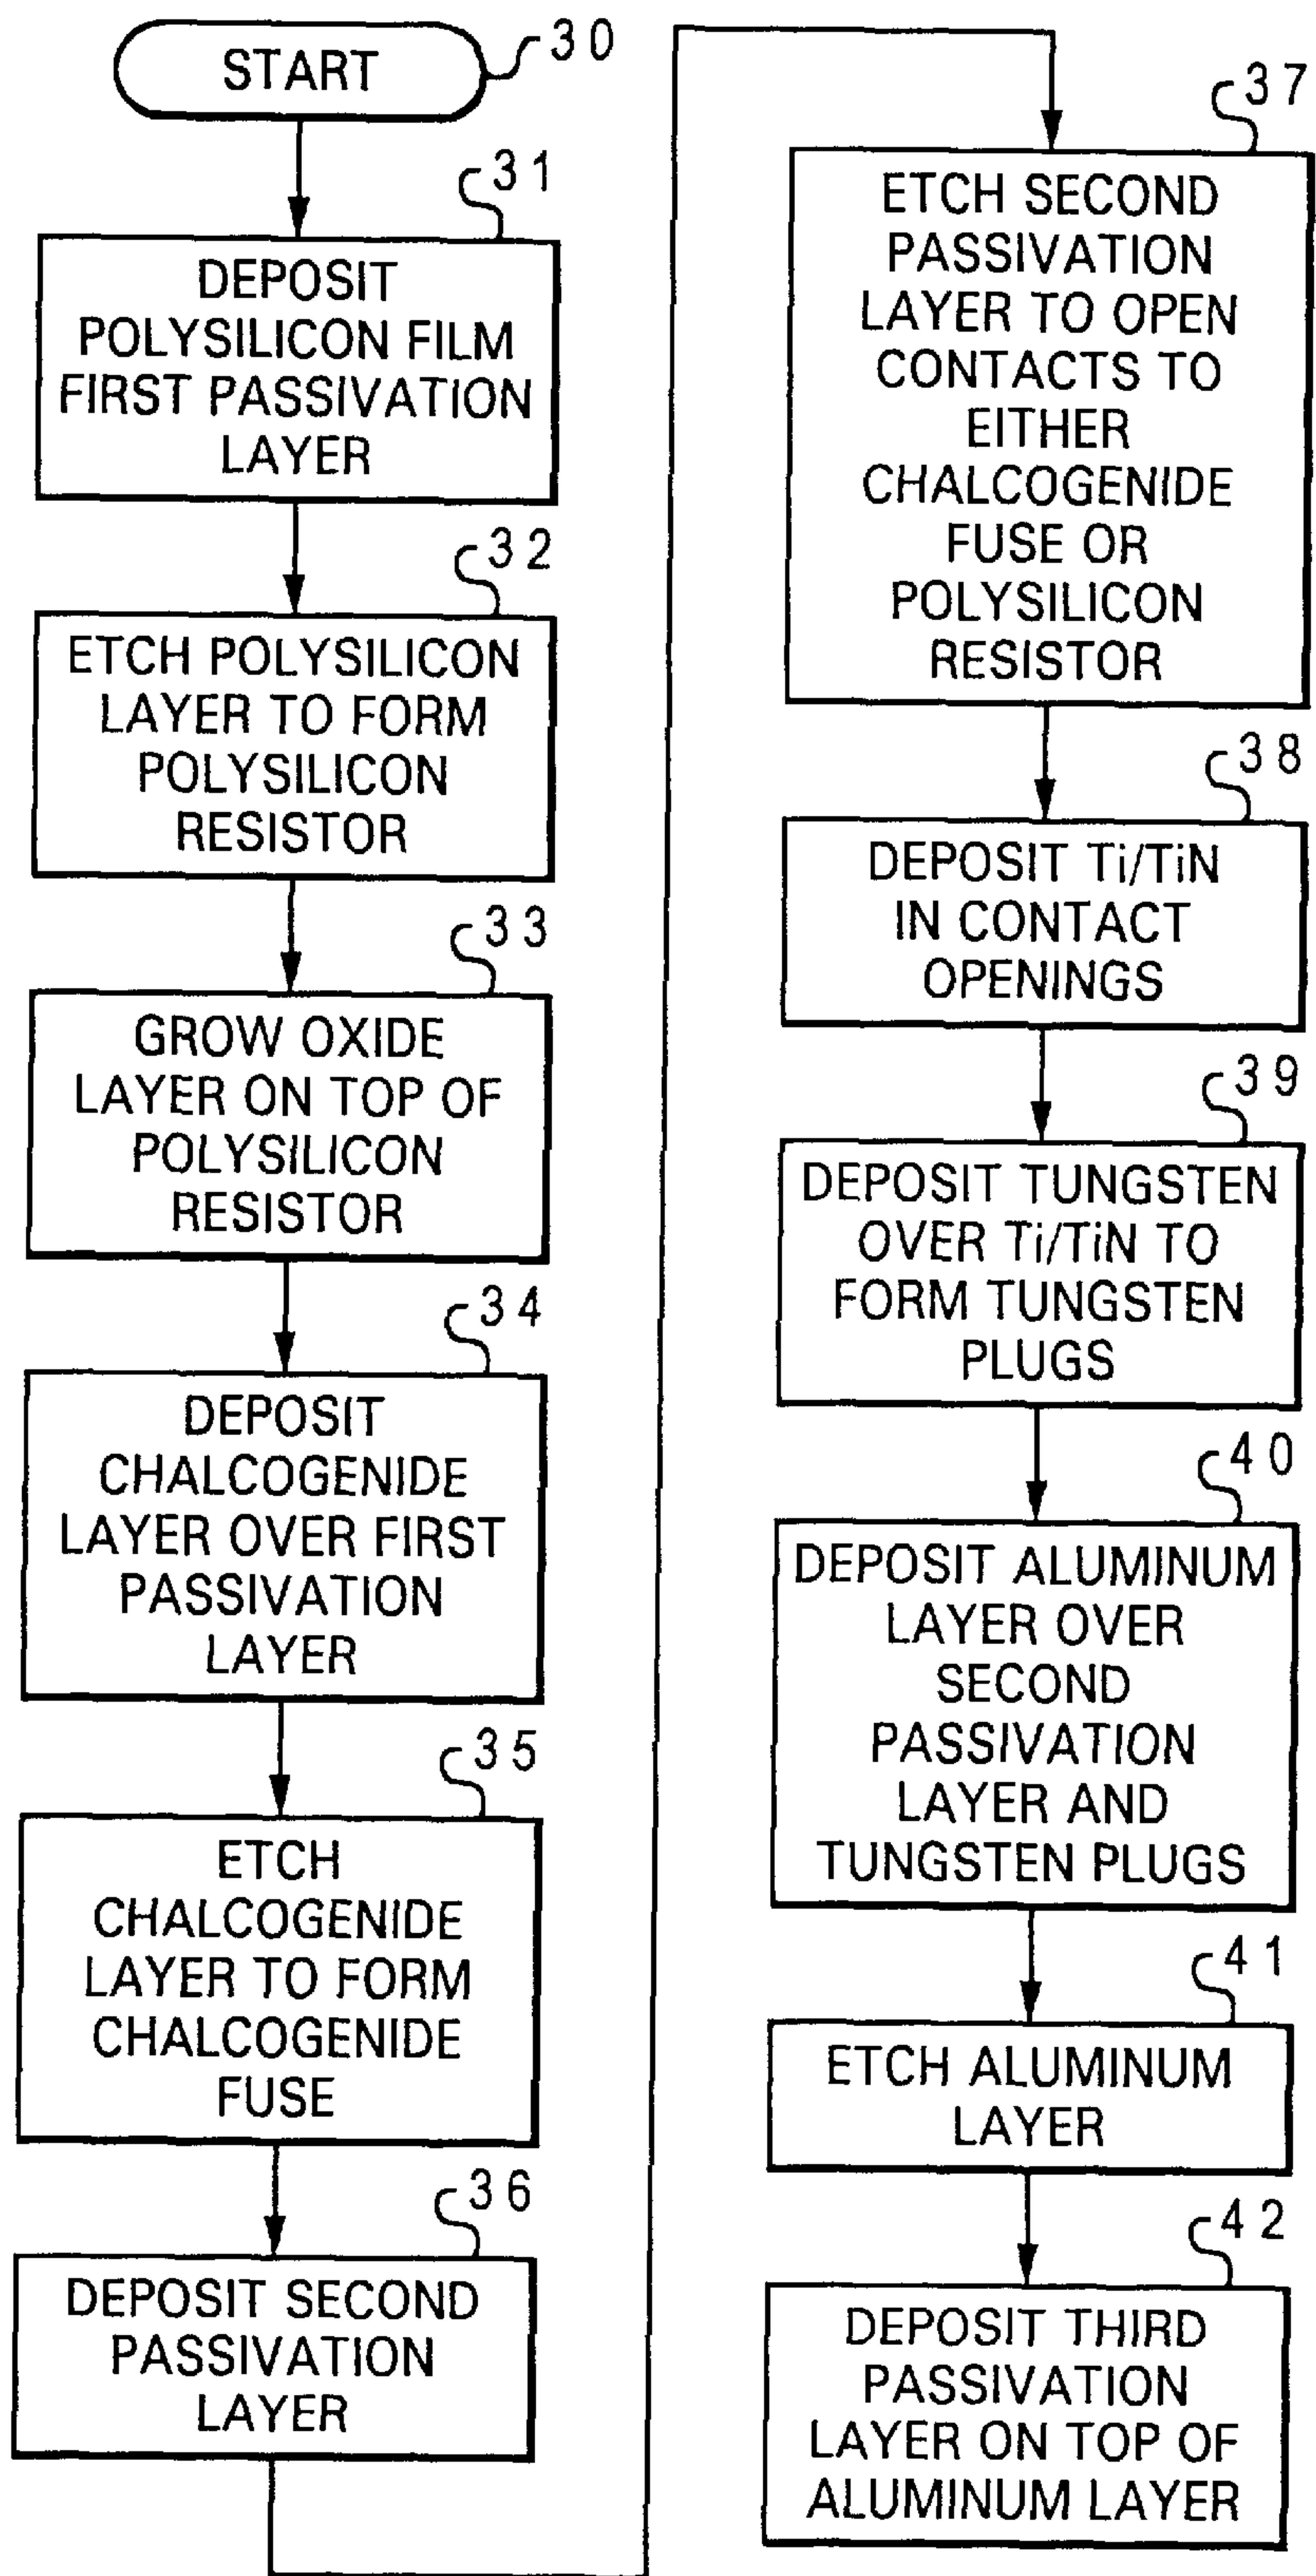 START
30
31
DEPOSIT
POLYSILICON FILM
FIRST PASSIVATION
LAYER
32
ETCH POLYSILICON
LAYER TO FORM
POLYSILICON
RESISTOR
33
GROW OXIDE
LAYER ON TOP OF
POLYSILICON
RESISTOR
34
DEPOSIT
CHALCOGENIDE
LAYER OVER FIRST
PASSIVATION
LAYER
35
ETCH
CHALCOGENIDE
LAYER TO FORM
CHALCOGENIDE
FUSE
36
DEPOSIT SECOND
PASSIVATION
LAYER
37
ETCH SECOND
PASSIVATION
LAYER TO OPEN
CONTACTS TO
EITHER
CHALCOGENIDE
FUSE OR
POLYSILICON
RESISTOR
38
DEPOSIT Ti/TiN
IN CONTACT
OPENINGS
39
DEPOSIT TUNGSTEN
OVER Ti/TiN TO
FORM TUNGSTEN
PLUGS
40
DEPOSIT ALUMINUM
LAYER OVER
SECOND
PASSIVATION
LAYER AND
TUNGSTEN PLUGS
41
ETCH ALUMINUM
LAYER
42
DEPOSIT THIRD
PASSIVATION
LAYER ON TOP OF
ALUMINUM LAYER